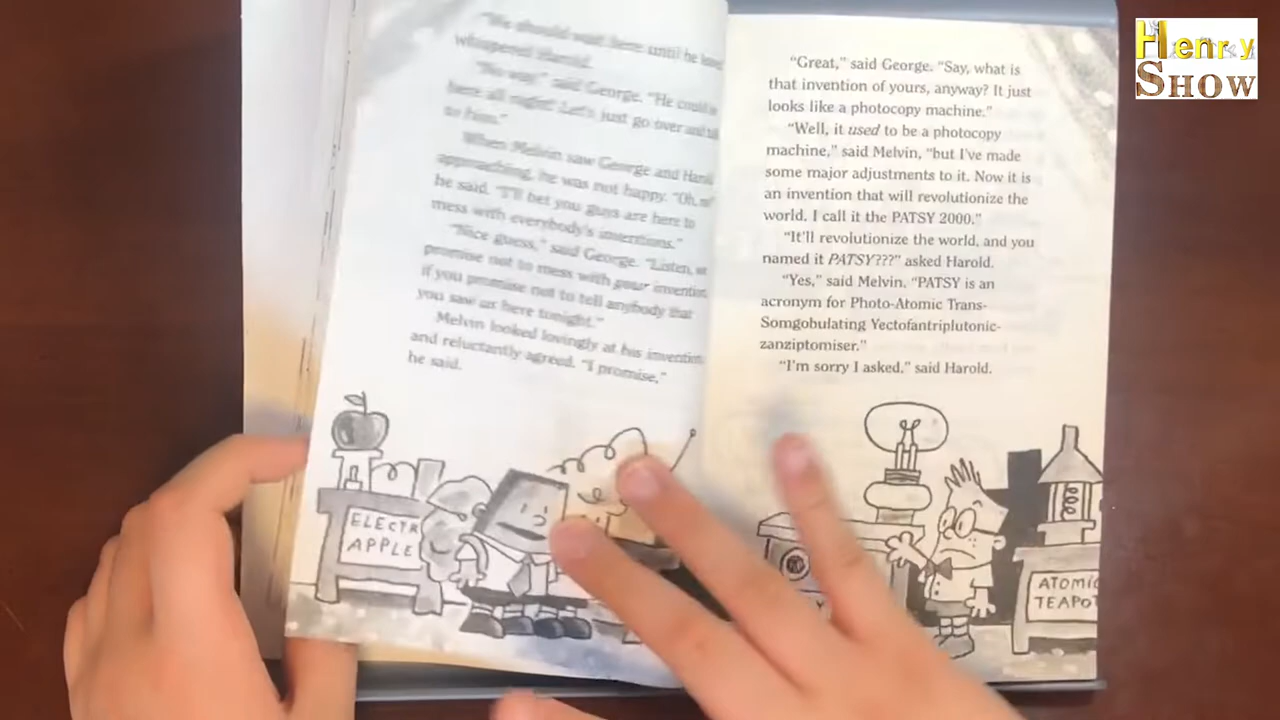 "We should wait here until he
whispered Harold.
"No way," said George. "He could
here all night! Let's just go over and
to him."
When Melvin saw George and
approaching, he was not happy. "Oh,
he said. "I'll bet you guys are here to
mess with everybody's inventions."
"Nice guess," said George. "Listen,
promise not to mess with your
if you promise not to tell anybody that
you saw us here tonight."
Melvin looked lovingly at his
and reluctantly agreed. "I promise,"
he said.
ELECTR
APPLE
"Great," said George. "Say, what is
that invention of yours, anyway? It just
looks like a photocopy machine."
"Well, it used to be a photocopy
machine," said Melvin, "but I've made
some major adjustments to it. Now it is
an invention that will revolutionize the
world. I call it the PATSY 2000."
"It'll revolutionize the world, and you
named it PATSY???" asked Harold.
"Yes," said Melvin. "PATSY is an
acronym for Photo-Atomic Trans-
Somgobulating Yectofantriplutonic-
zanziptomiser."
"I'm sorry I asked," said Harold.
ATOMIC
TEAPOT
Henry
SHOW